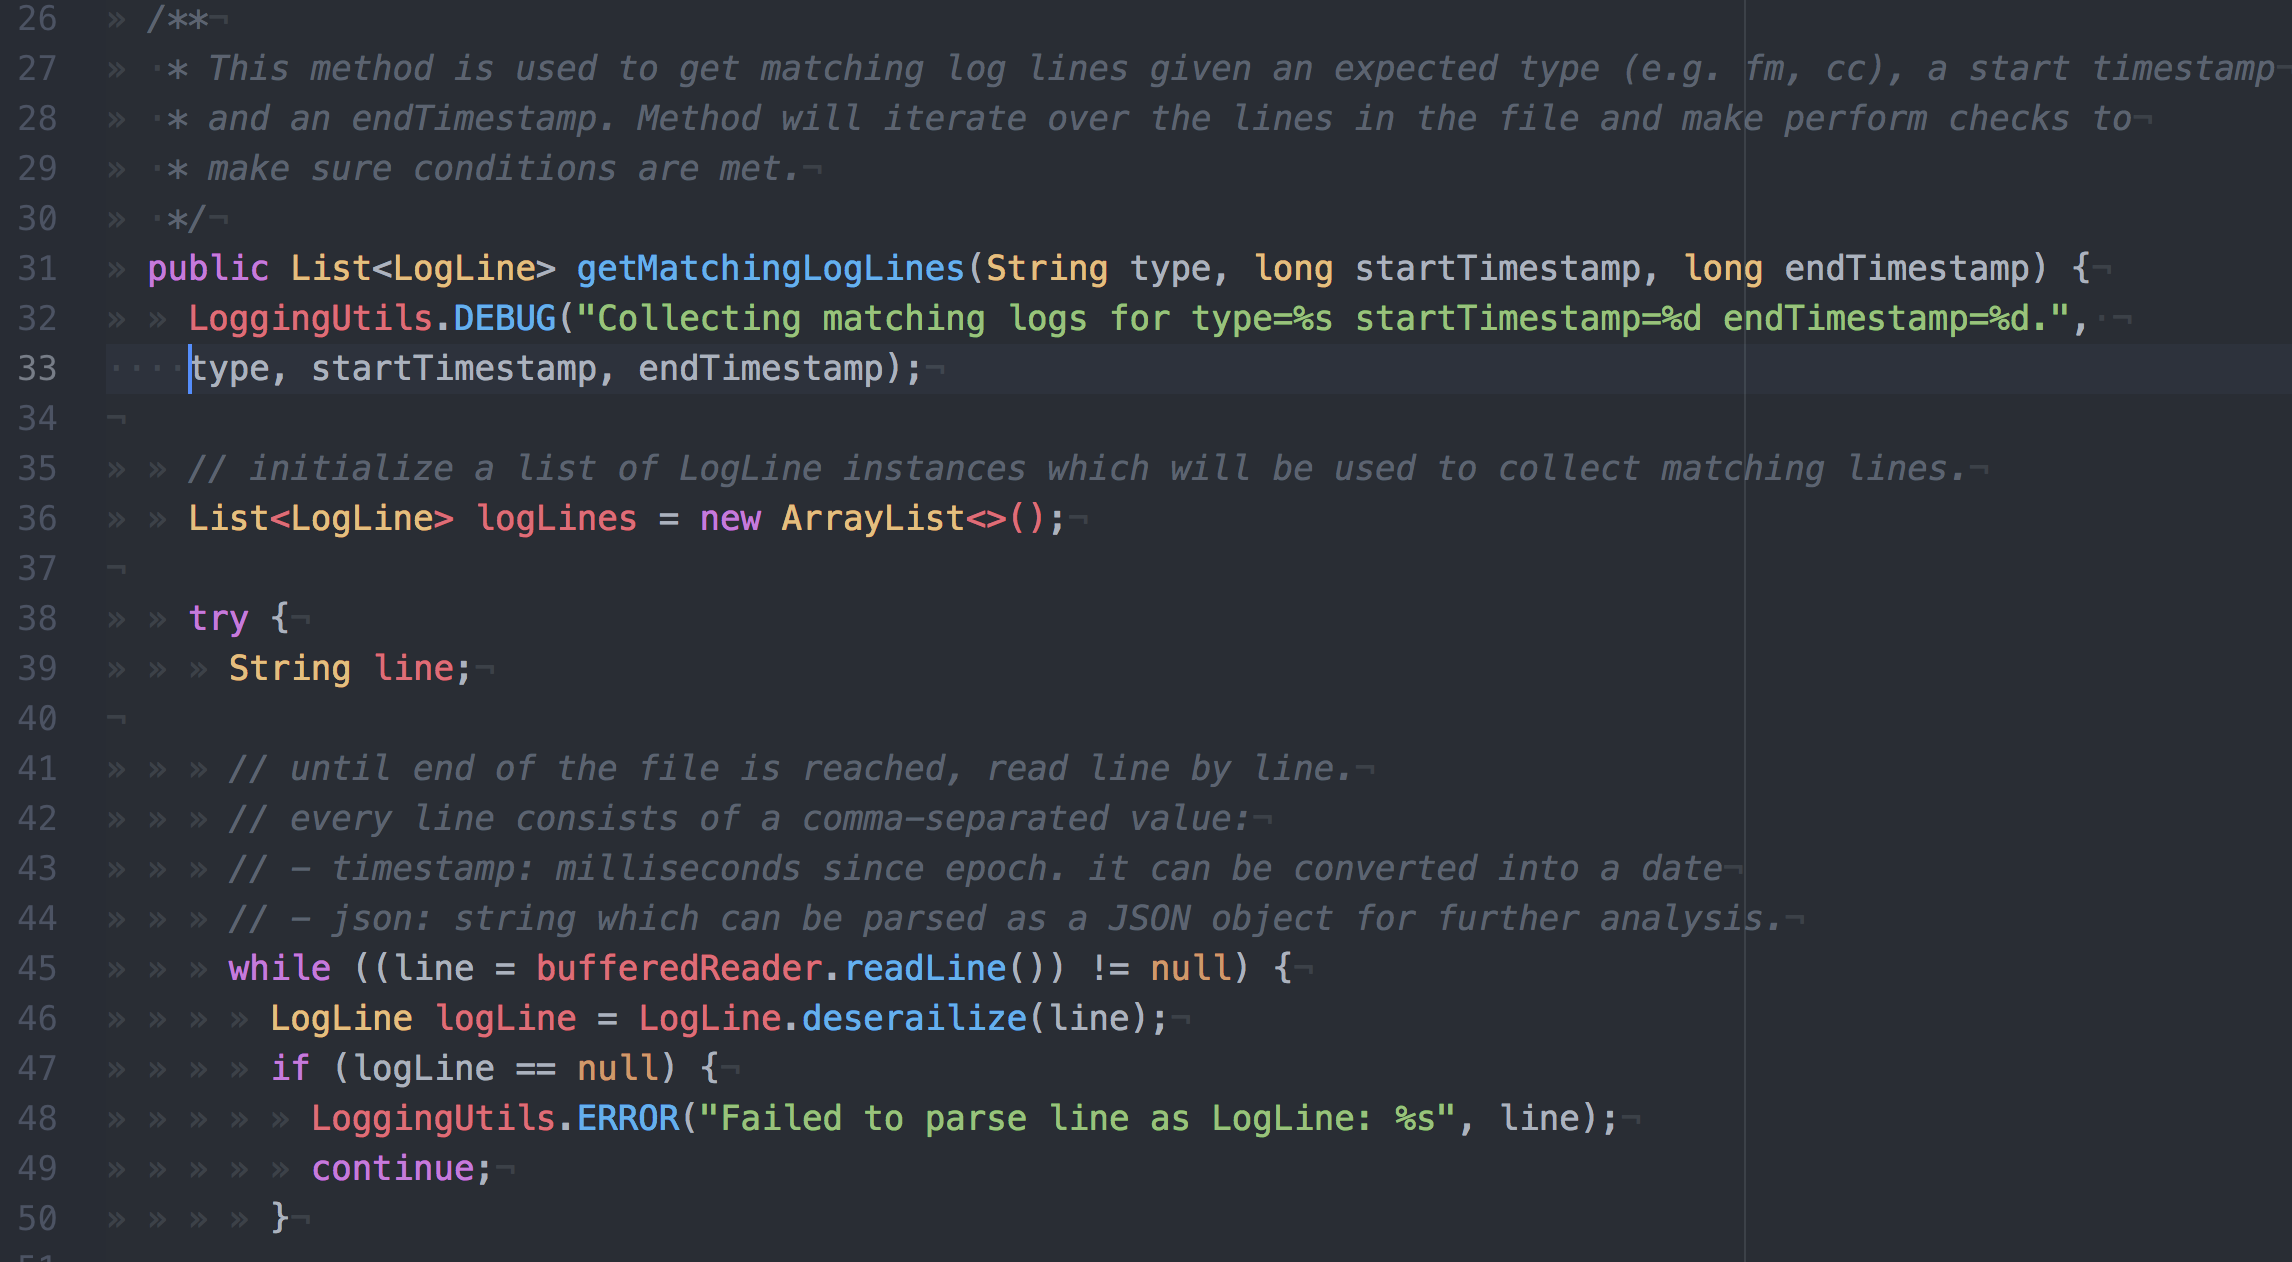 26 » /**¬
27 » ·* This method is used to get matching log lines given an expected type (e.g. fm, cc), a start timestamp¬
28 » ·* and an endTimestamp. Method will iterate over the lines in the file and make perform checks to¬
29 » ·* make sure conditions are met.¬
30 » ·*/¬
31 » public List<LogLine> getMatchingLogLines(String type, long startTimestamp, long endTimestamp) {¬
32 » » LoggingUtils.DEBUG("Collecting matching logs for type=%s startTimestamp=%d endTimestamp=%d.",·¬
33 ····type, startTimestamp, endTimestamp);¬
34 ¬
35 » » // initialize a list of LogLine instances which will be used to collect matching lines.¬
36 » » List<LogLine> logLines = new ArrayList<>();¬
37 ¬
38 » » try {¬
39 » » » String line;¬
40 ¬
41 » » » // until end of the file is reached, read line by line.¬
42 » » » // every line consists of a comma-separated value:¬
43 » » » // - timestamp: milliseconds since epoch. it can be converted into a date¬
44 » » » // - json: string which can be parsed as a JSON object for further analysis.¬
45 » » » while ((line = bufferedReader.readLine()) != null) {¬
46 » » » » LogLine logLine = LogLine.deserailize(line);¬
47 » » » » if (logLine == null) {¬
48 » » » » » LoggingUtils.ERROR("Failed to parse line as LogLine: %s", line);¬
49 » » » » » continue;¬
50 » » » » }¬